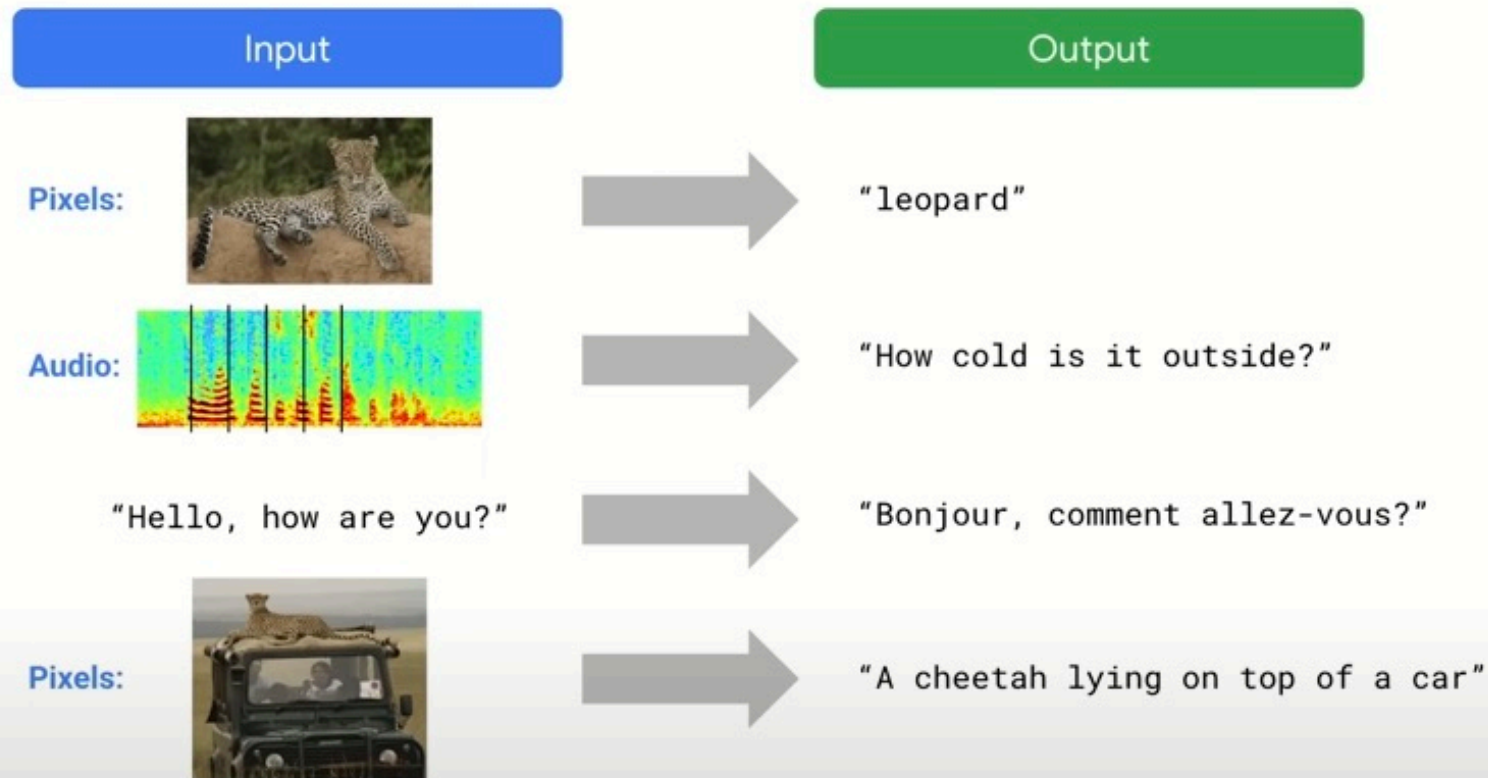 Input
Output
Pixels:
“leopard”
Audio:
“How cold is it outside?”
“Hello, how are you?”
“Bonjour, comment allez-vous?”
Pixels:
“A cheetah lying on top of a car”